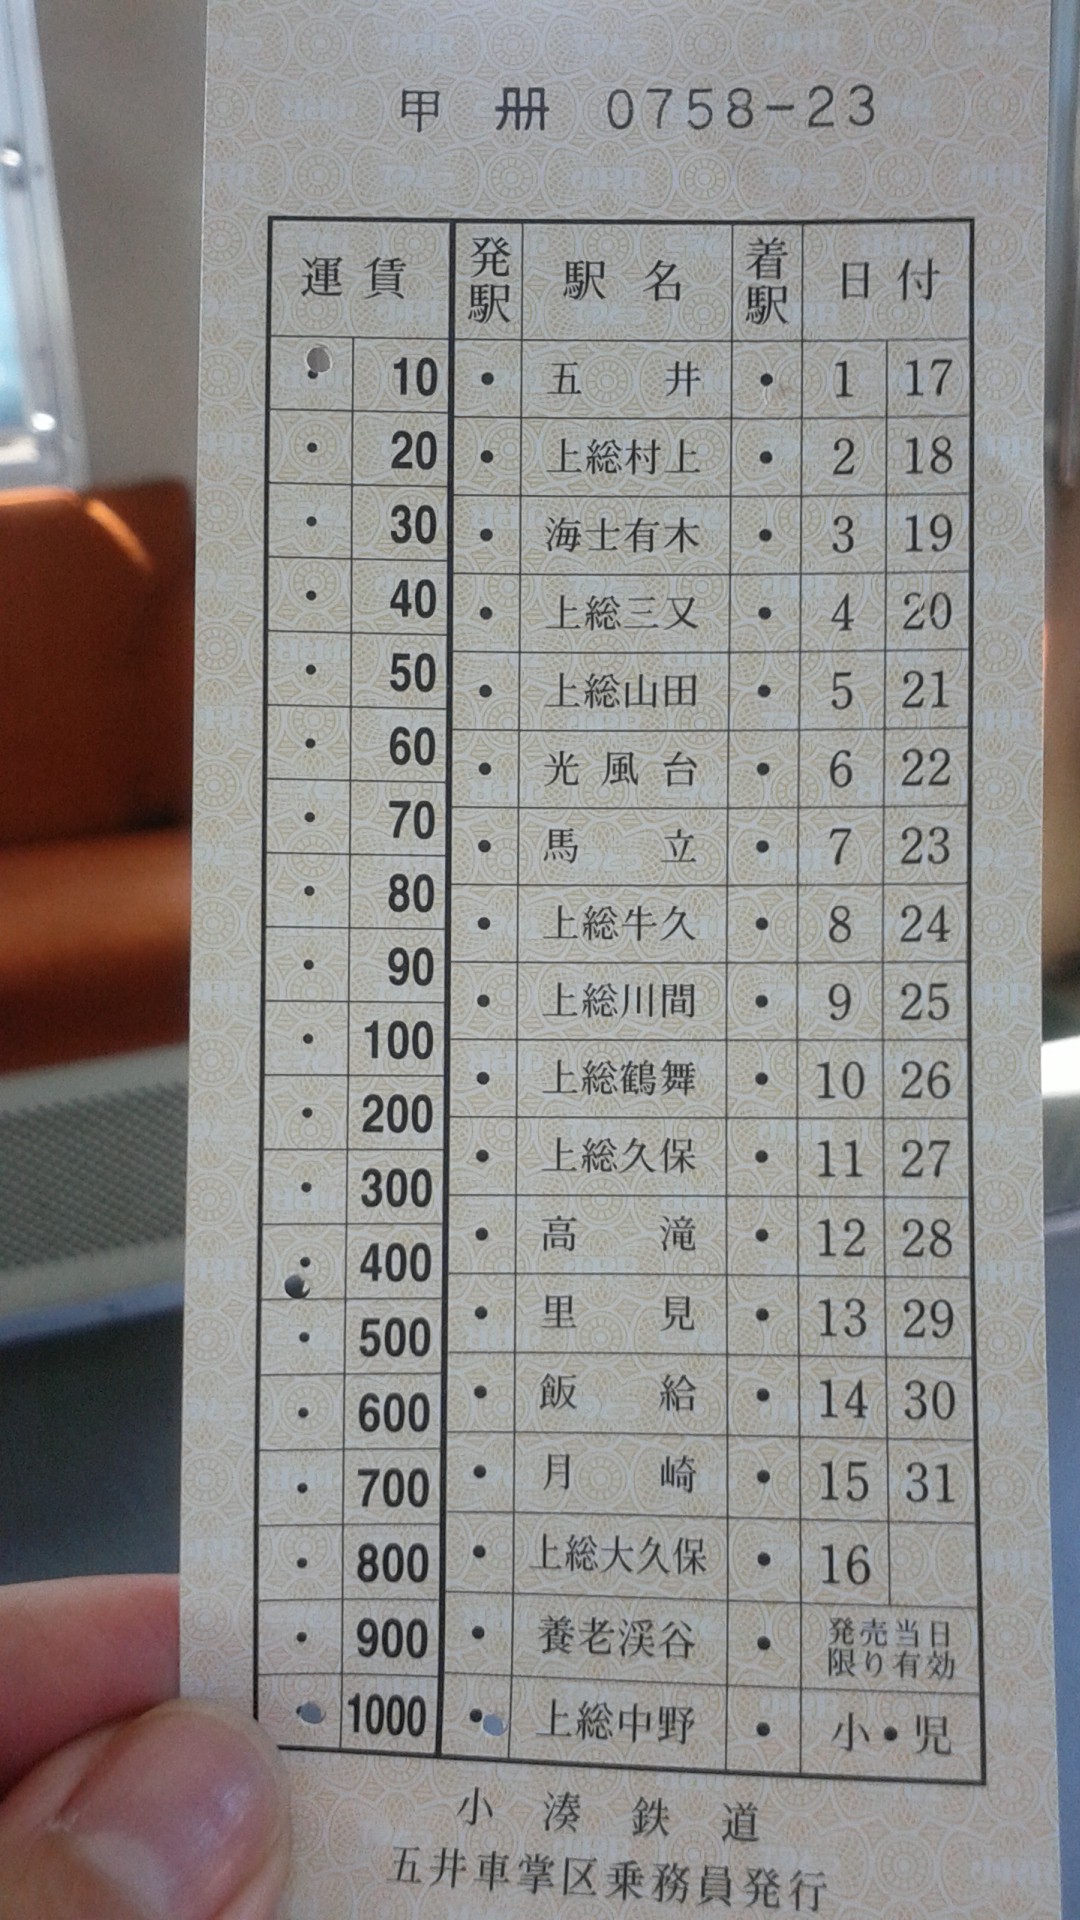 甲 冊 0758-23
運賃 発駅 駅名 着駅 日付
10 五井 1 17
20 上総村上 2 18
30 海士有木 3 19
40 上総三又 4 20
50 上総山田 5 21
60 光風台 6 22
70 馬立 7 23
80 上総牛久 8 24
90 上総川間 9 25
100 上総鶴舞 10 26
200 上総久保 11 27
300 高滝 12 28
400 里見 13 29
500 飯給 14 30
600 月崎 15 31
700 上総大久保 16
800 養老渓谷 発売当日
限り有効
900 上総中野 小・児
1000
小湊鉄道
五井車掌区乗務員発行